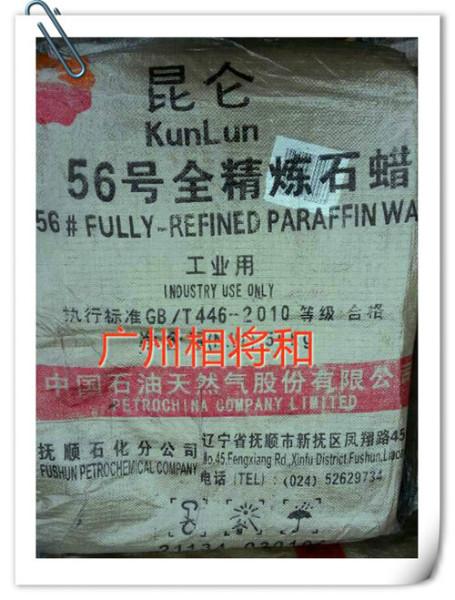 昆仑
KunLun
56号全精炼石蜡
56# FULLY-REFINED PARAFFIN WA
工业用
INDUSTRY USE ONLY
执行标准GB/T446--2010 等级 合格
广州相将和
中国石油天然气股份有限公
PETROCHINA COMPANY LIMITED
抚顺石化分公司
FUSHUN PETROCHEMICAL COMPANY
辽宁省抚顺市新抚区凤翔路45
No.45,Fengxiang Rd.,Xinfu District,Fushun,Liaon
电话 (TEL) : (024) 52629734